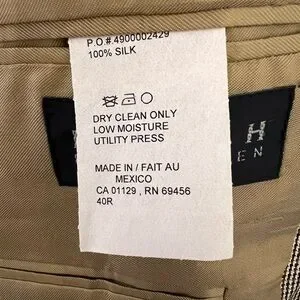 P.O.# 4900002429
100% SILK
DRY CLEAN ONLY
LOW MOISTURE
UTILITY PRESS
MADE IN / FAIT AU
MEXICO
CA 01129 , RN 69456
40R